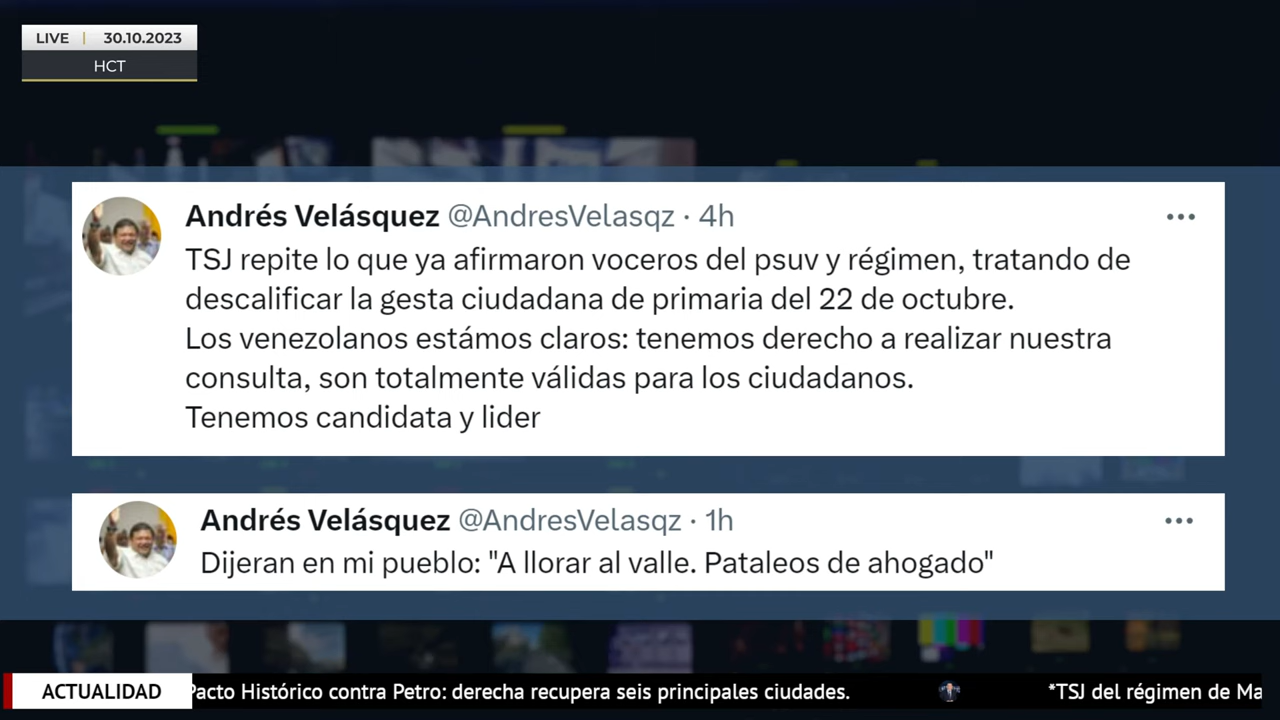 LIVE | 30.10.2023
HCT
Andrés Velásquez @AndresVelasqz · 4h
TSJ repite lo que ya afirmaron voceros del psuv y régimen, tratando de
descalificar la gesta ciudadana de primaria del 22 de octubre.
Los venezolanos estámos claros: tenemos derecho a realizar nuestra
consulta, son totalmente válidas para los ciudadanos.
Tenemos candidata y lider
Andrés Velásquez @AndresVelasqz · 1h
Dijeran en mi pueblo: "A llorar al valle. Pataleos de ahogado"
ACTUALIDAD Pacto Histórico contra Petro: derecha recupera seis principales ciudades. *TSJ del régimen de Ma